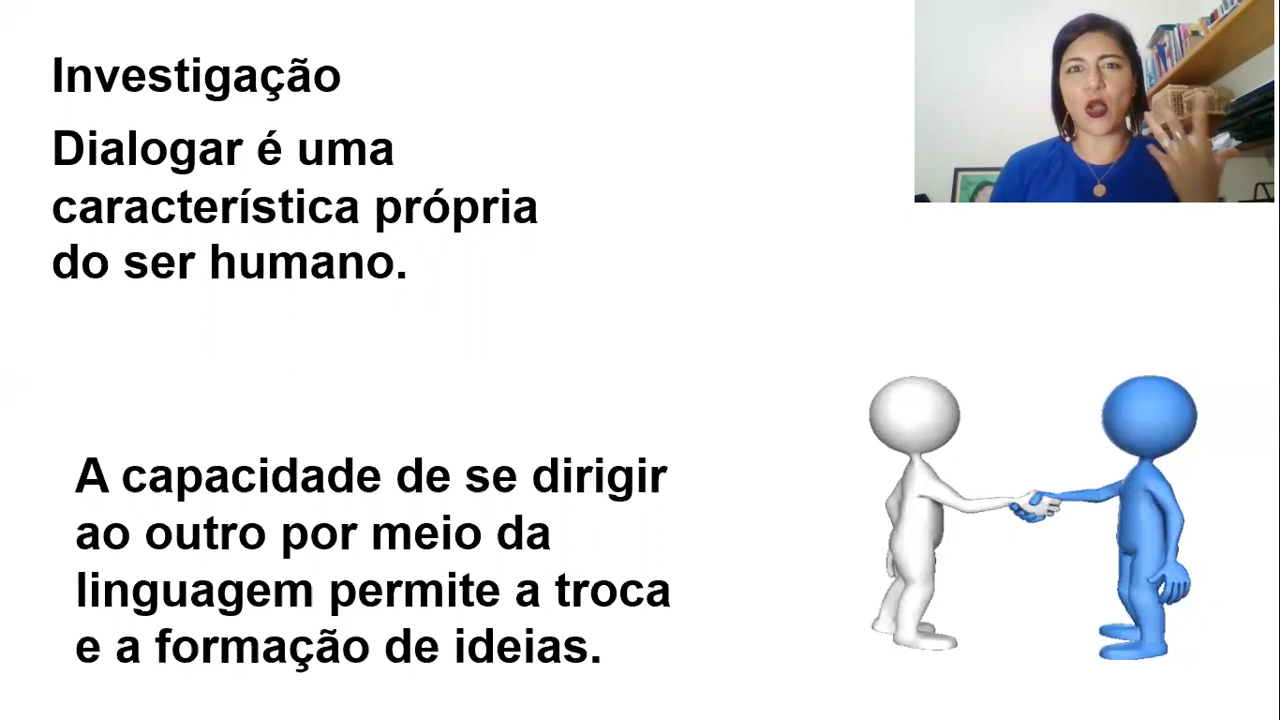 Investigação
Dialogar é uma
característica própria
do ser humano.
A capacidade de se dirigir
ao outro por meio da
linguagem permite a troca
e a formação de ideias.